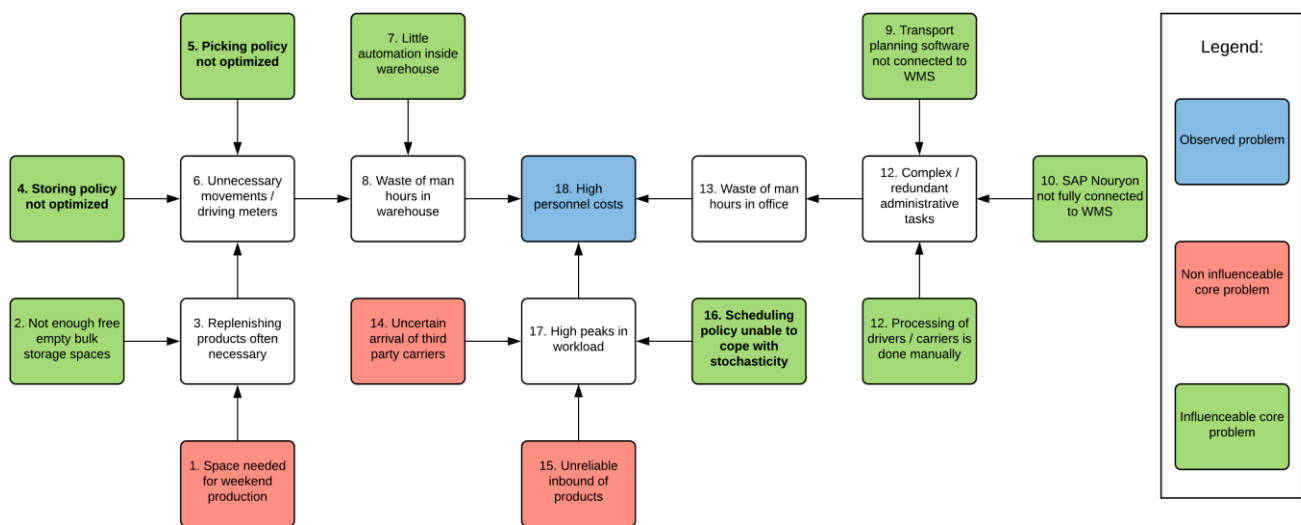 5. Picking policy
not optimized
7. Little
automation inside
warehouse
9. Transport
planning software
not connected to
WMS
Legend:
Observed problem
4. Storing policy
not optimized
6. Unnecessary
movements /
driving meters
8. Waste of man
hours in
warehouse
18. High
personnel costs
13. Waste of man
hours in office
12. Complex /
redundant
administrative
tasks
10. SAP Nouryon
not fully connected
to WMS
Non influenceable
core problem
2. Not enough free
empty bulk
storage spaces
3. Replenishing
products often
necessary
14. Uncertain
arrival of third
party carriers
17. High peaks in
workload
16. Scheduling
policy unable to
cope with
stochasticity
12. Processing of
drivers / carriers is
done manually
Influenceable core
problem
1. Space needed
for weekend
production
15. Unreliable
inbound of
products